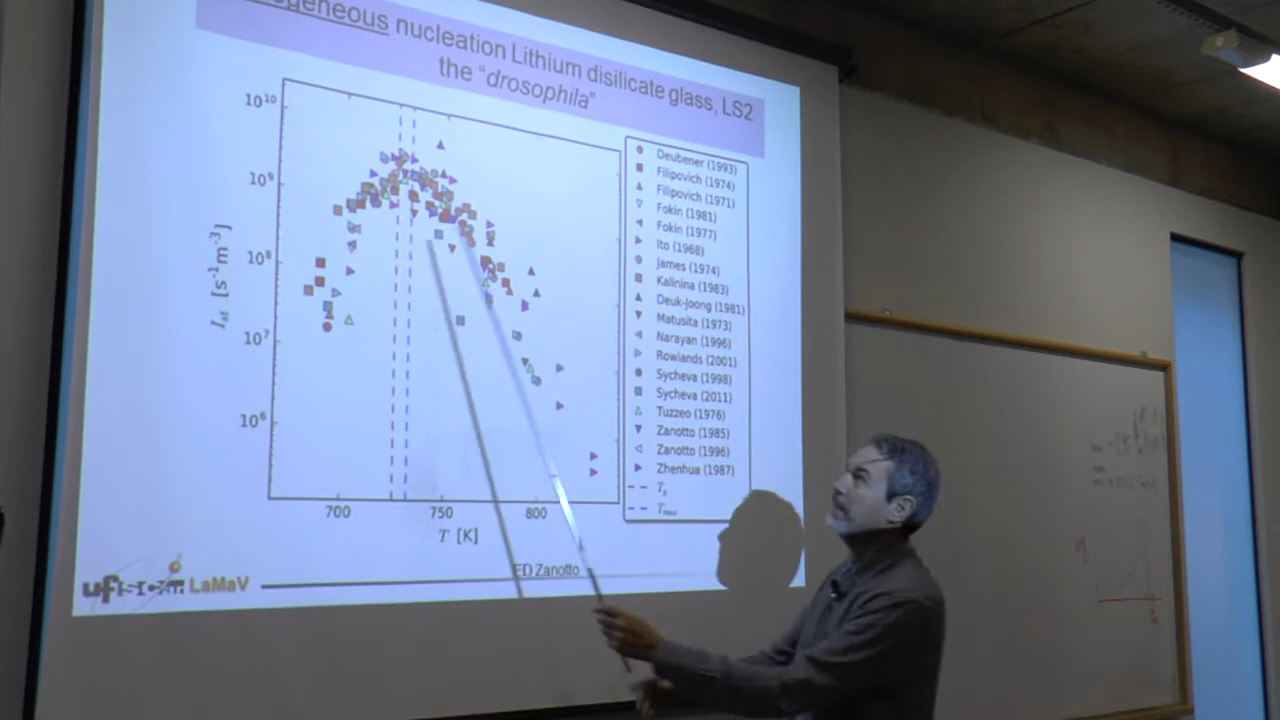 ogeneous nucleation Lithium disilicate glass, LS2
the "drosophila"
10¹⁰
10⁹
10⁸
10⁷
10⁶
[s⁻¹m⁻³]
700 750 800
T [K]
Deubener (1993)
Filipovich (1974)
Filipovich (1971)
Fokin (1981)
Fokin (1977)
Ito (1968)
James (1974)
Kalinina (1983)
Deuk-Joong (1981)
Matusita (1973)
Narayan (1996)
Rowlands (2001)
Sycheva (1998)
Sycheva (2011)
Tuzzeo (1976)
Zanotto (1985)
Zanotto (1996)
Zhenhua (1987)
Tg
Tmax
ED Zanotto
LaMaV